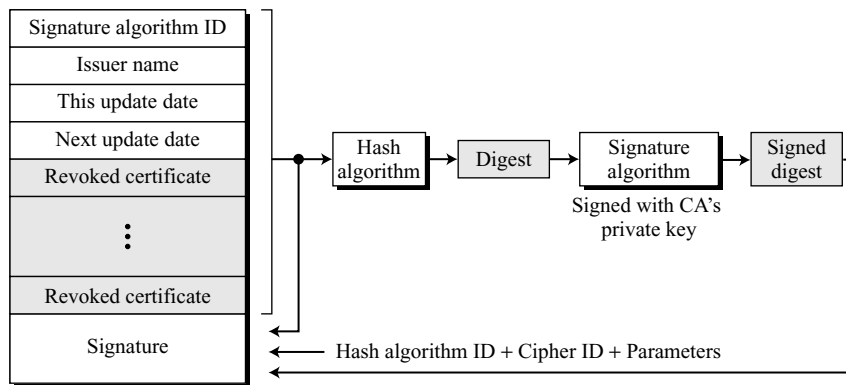 Signature algorithm ID
Issuer name
This update date
Next update date
Revoked certificate
Revoked certificate
Signature
Hash
algorithm
Digest
Signature
algorithm
Signed with CA's
private key
Signed
digest
Hash algorithm ID + Cipher ID + Parameters